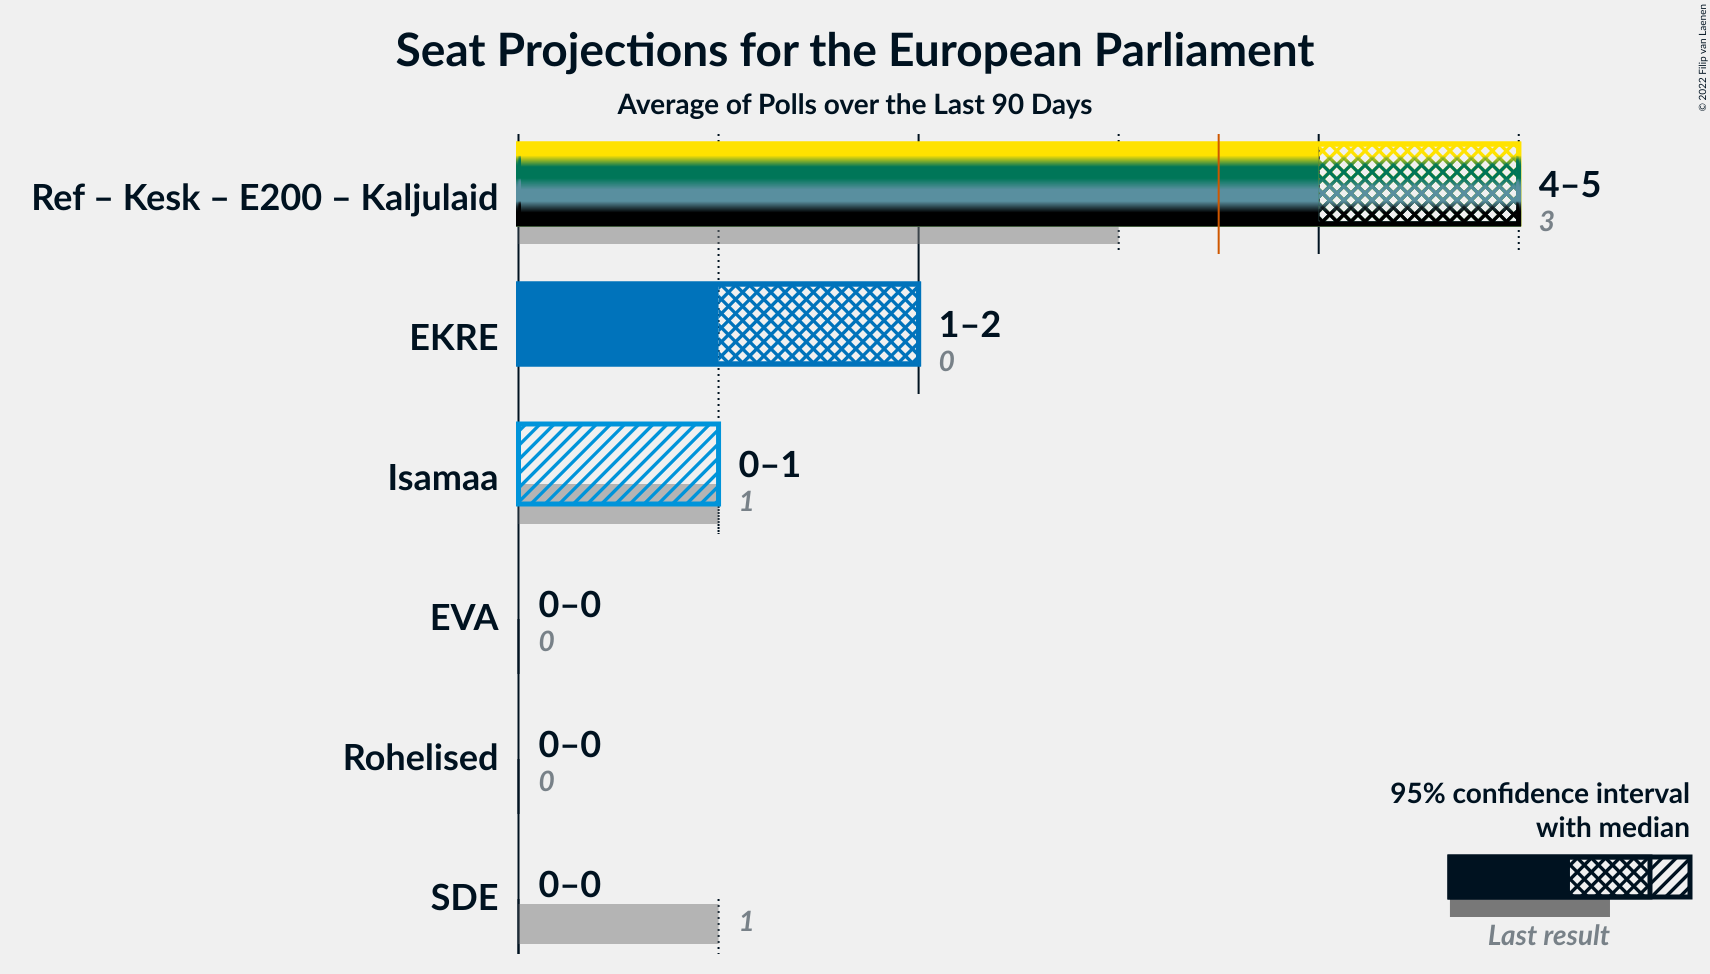 Seat Projections for the European Parliament
Average of Polls over the Last 90 Days
© 2022 Filip van Laenen
Ref – Kesk – E200 – Kaljulaid
4–5
3
EKRE
1–2
0
Isamaa
0–1
1
EVA
0–0
0
Rohelised
0–0
0
SDE
0–0
1
95% confidence interval
with median
Last result